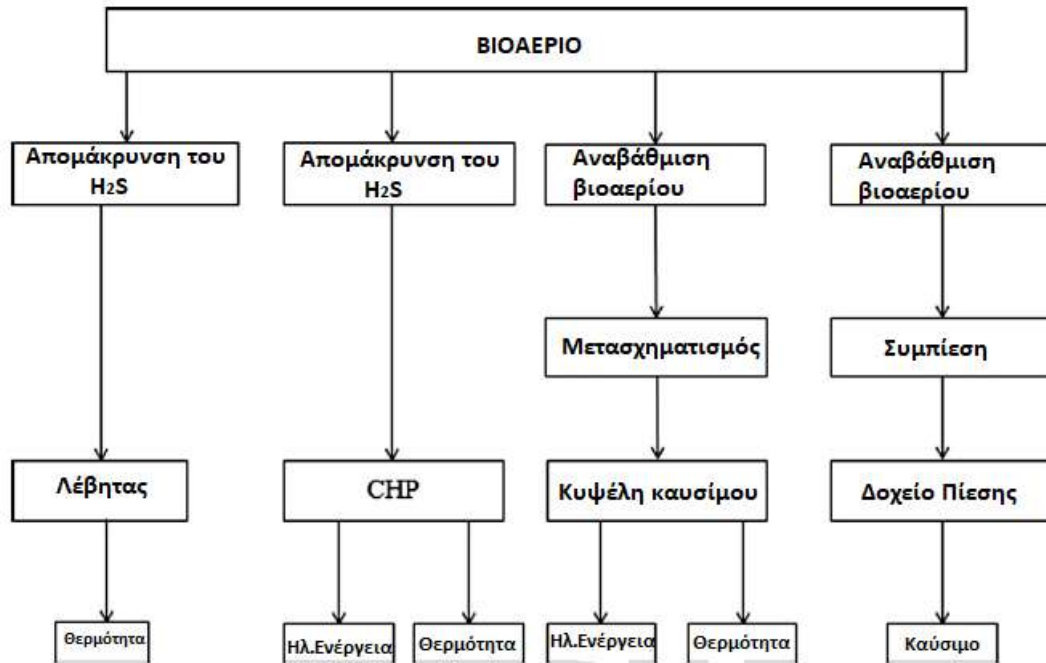 ΒΙΟΑΕΡΙΟ
Απομάκρυνση του
H2S
Απομάκρυνση του
H2S
Αναβάθμιση
βιοαερίου
Αναβάθμιση
βιοαερίου
Μετασχηματισμός
Συμπίεση
Λέβητας
CHP
Κυψέλη καυσίμου
Δοχείο Πίεσης
Θερμότητα
Ηλ.Ενέργεια
Θερμότητα
Ηλ.Ενέργεια
Θερμότητα
Καύσιμο